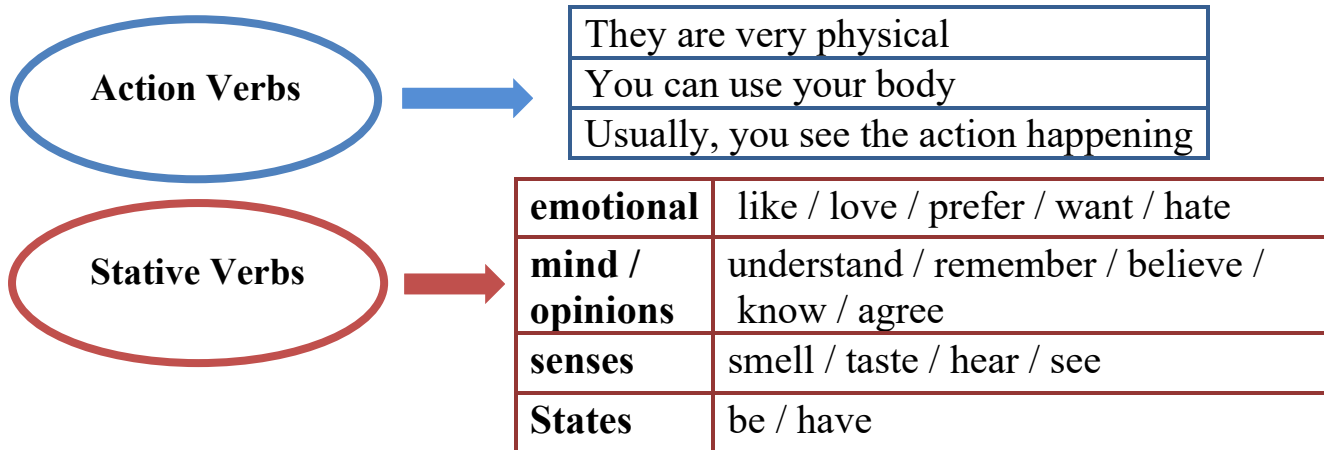 Action Verbs
They are very physical
You can use your body
Usually, you see the action happening
Stative Verbs
emotional like / love / prefer / want / hate
mind / understand / remember / believe /
opinions know / agree
senses smell / taste / hear / see
States be / have